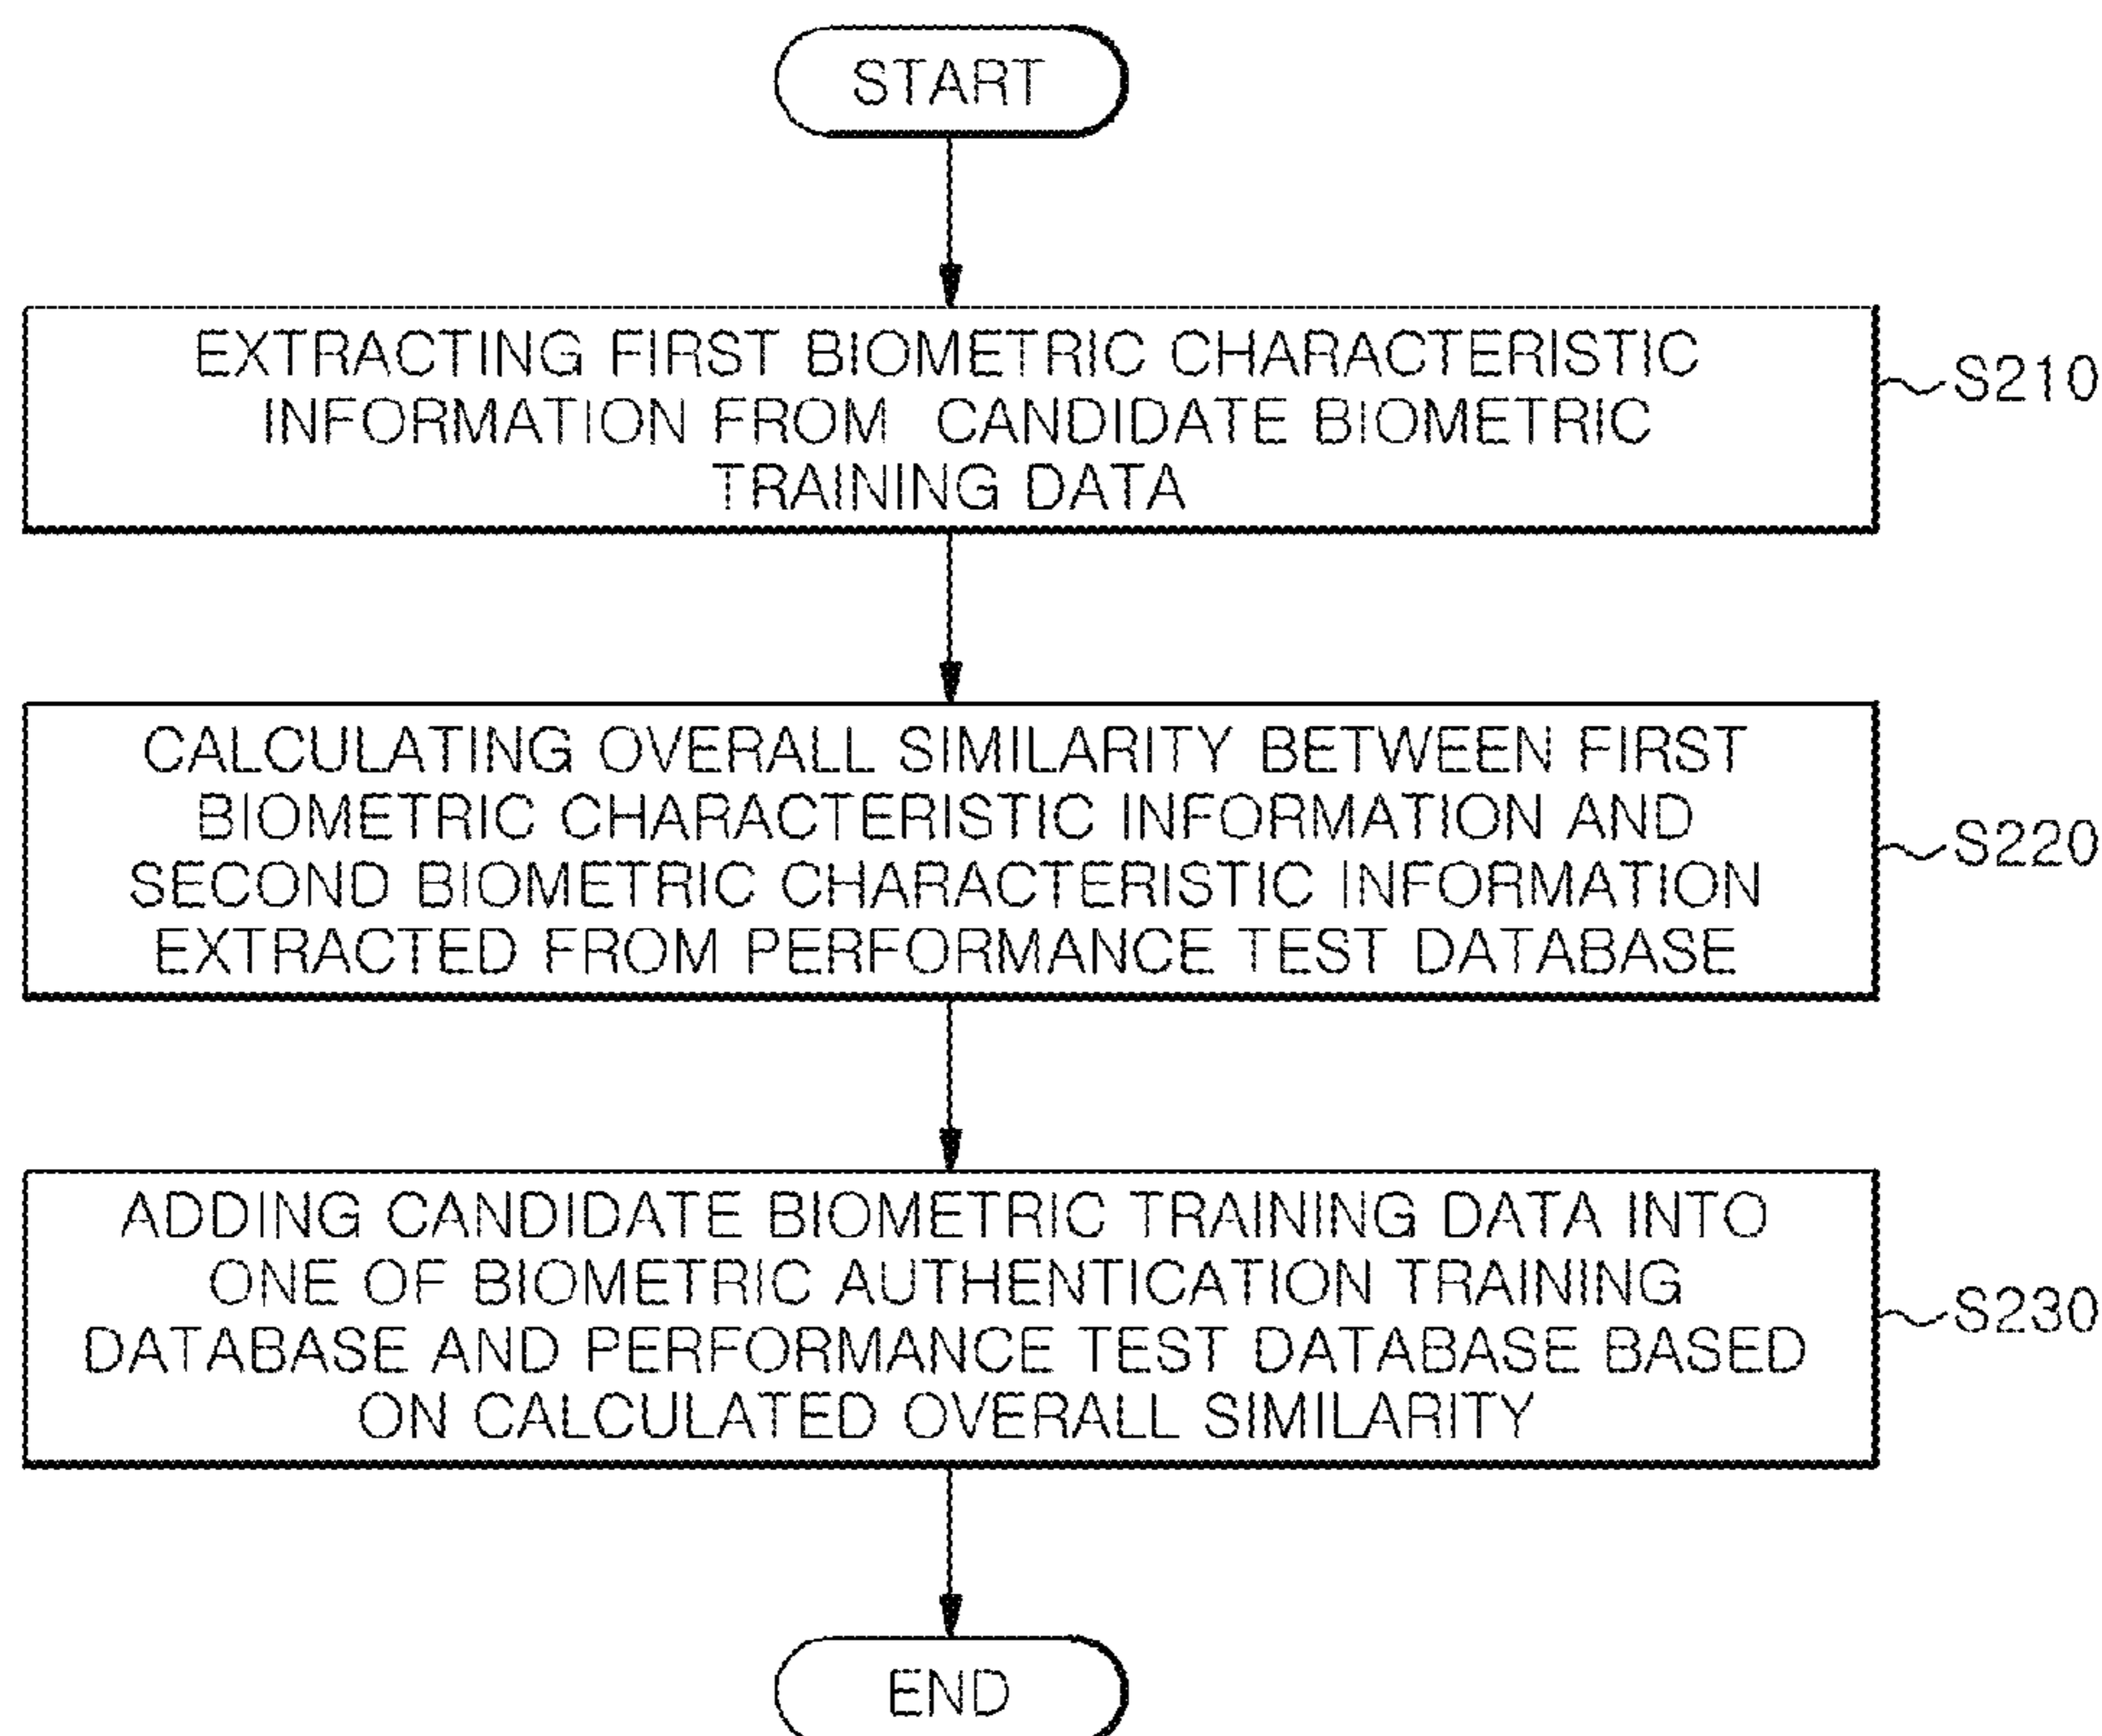 START
EXTRACTING FIRST BIOMETRIC CHARACTERISTIC
INFORMATION FROM CANDIDATE BIOMETRIC
TRAINING DATA
S210
CALCULATING OVERALL SIMILARITY BETWEEN FIRST
BIOMETRIC CHARACTERISTIC INFORMATION AND
SECOND BIOMETRIC CHARACTERISTIC INFORMATION
EXTRACTED FROM PERFORMANCE TEST DATABASE
S220
ADDING CANDIDATE BIOMETRIC TRAINING DATA INTO
ONE OF BIOMETRIC AUTHENTICATION TRAINING
DATABASE AND PERFORMANCE TEST DATABASE BASED
ON CALCULATED OVERALL SIMILARITY
S230
END